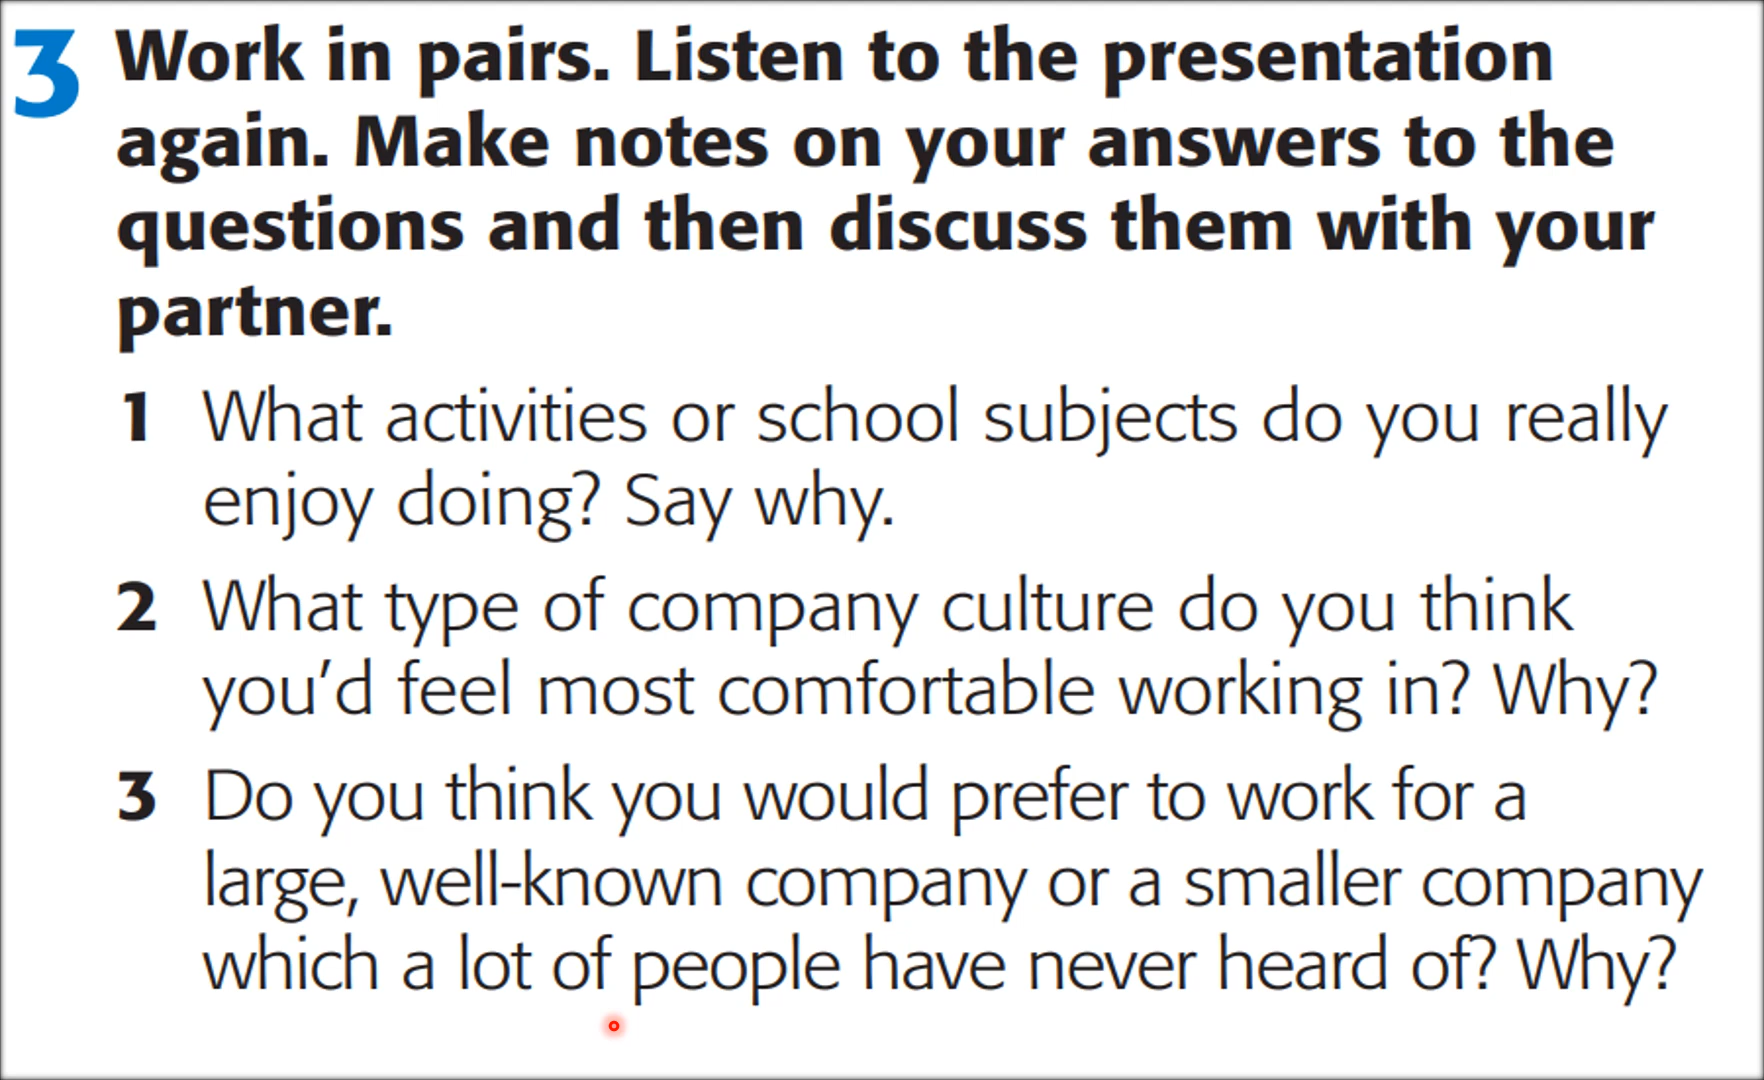 3 Work in pairs. Listen to the presentation
again. Make notes on your answers to the
questions and then discuss them with your
partner.
1 What activities or school subjects do you really
enjoy doing? Say why.
2 What type of company culture do you think
you’d feel most comfortable working in? Why?
3 Do you think you would prefer to work for a
large, well-known company or a smaller company
which a lot of people have never heard of? Why?